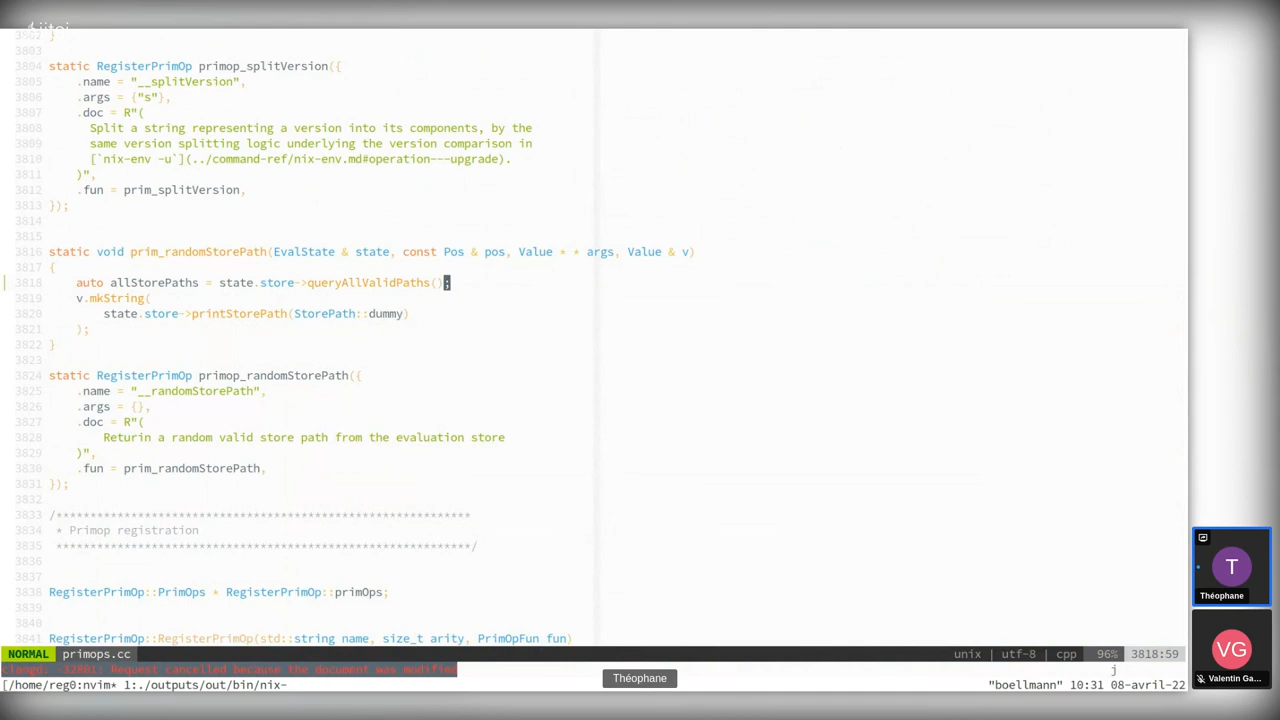 Jitsi
3802 }
3803
3804 static RegisterPrimOp primop_splitVersion({
3805     .name = "__splitVersion",
3806     .args = {"s"},
3807     .doc = R"(
3808       Split a string representing a version into its components, by the
3809       same version splitting logic underlying the version comparison in
3810       [`nix-env -u`](../command-ref/nix-env.md#operation---upgrade).
3811     )",
3812     .fun = prim_splitVersion,
3813 });
3814
3815
3816 static void prim_randomStorePath(EvalState & state, const Pos & pos, Value * * args, Value & v)
3817 {
3818     auto allStorePaths = state.store->queryAllValidPaths();
3819     v.mkString(
3820         state.store->printStorePath(StorePath::dummy)
3821     );
3822 }
3823
3824 static RegisterPrimOp primop_randomStorePath({
3825     .name = "__randomStorePath",
3826     .args = {},
3827     .doc = R"(
3828         Returin a random valid store path from the evaluation store
3829     )",
3830     .fun = prim_randomStorePath,
3831 });
3832
3833 /*************************************************************
3834  * Primop registration
3835  *************************************************************/
3836
3837
3838 RegisterPrimOp::PrimOps * RegisterPrimOp::primOps;
3839
3840
3841 RegisterPrimOp::RegisterPrimOp(std::string name, size_t arity, PrimOpFun fun)
NORMAL primops.cc unix | utf-8 | cpp 96% 3818:59
clangd: -32801: Request cancelled because the document was modified j
[/home/reg0:nvim* 1:./outputs/out/bin/nix- "boellmann" 10:31 08-avril-22
Théophane
T
Théophane
VG
Valentin Ga...